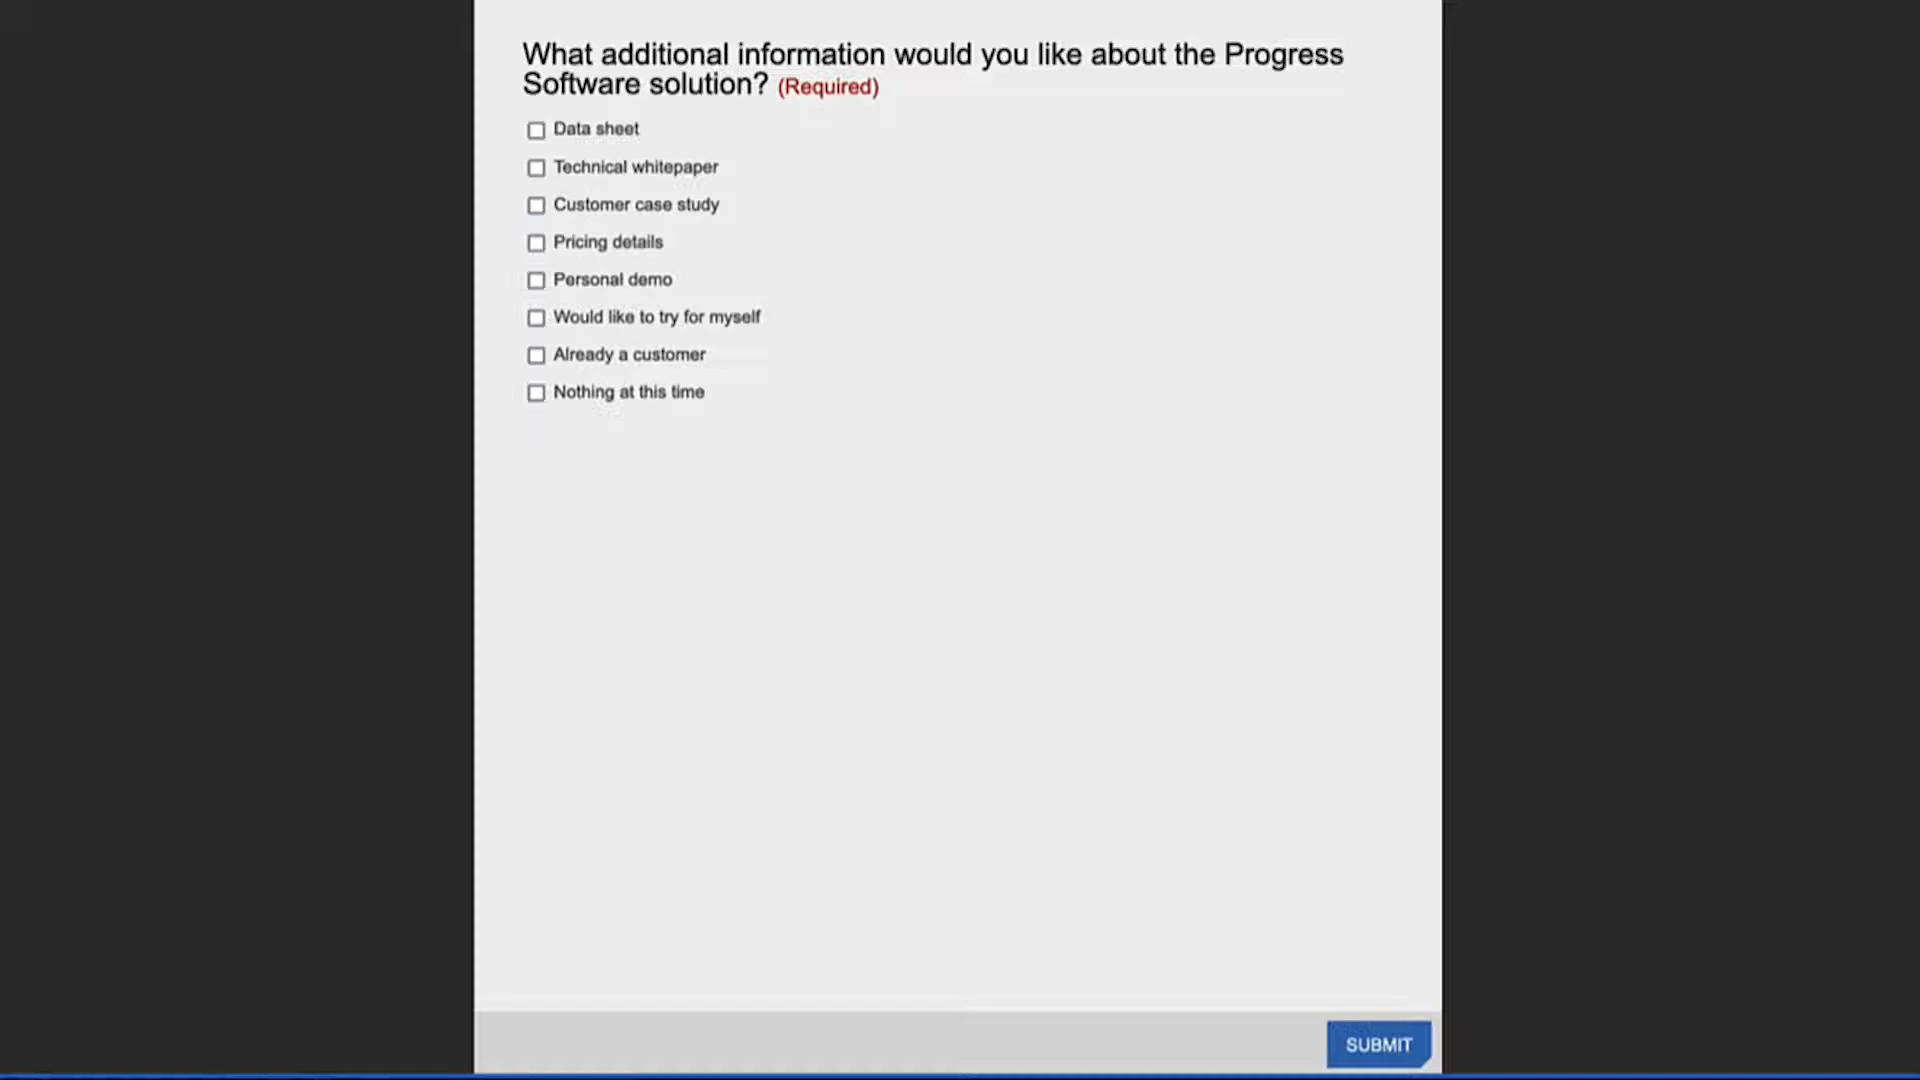 What additional information would you like about the Progress
Software solution? (Required)
Data sheet
Technical whitepaper
Customer case study
Pricing details
Personal demo
Would like to try for myself
Already a customer
Nothing at this time
SUBMIT